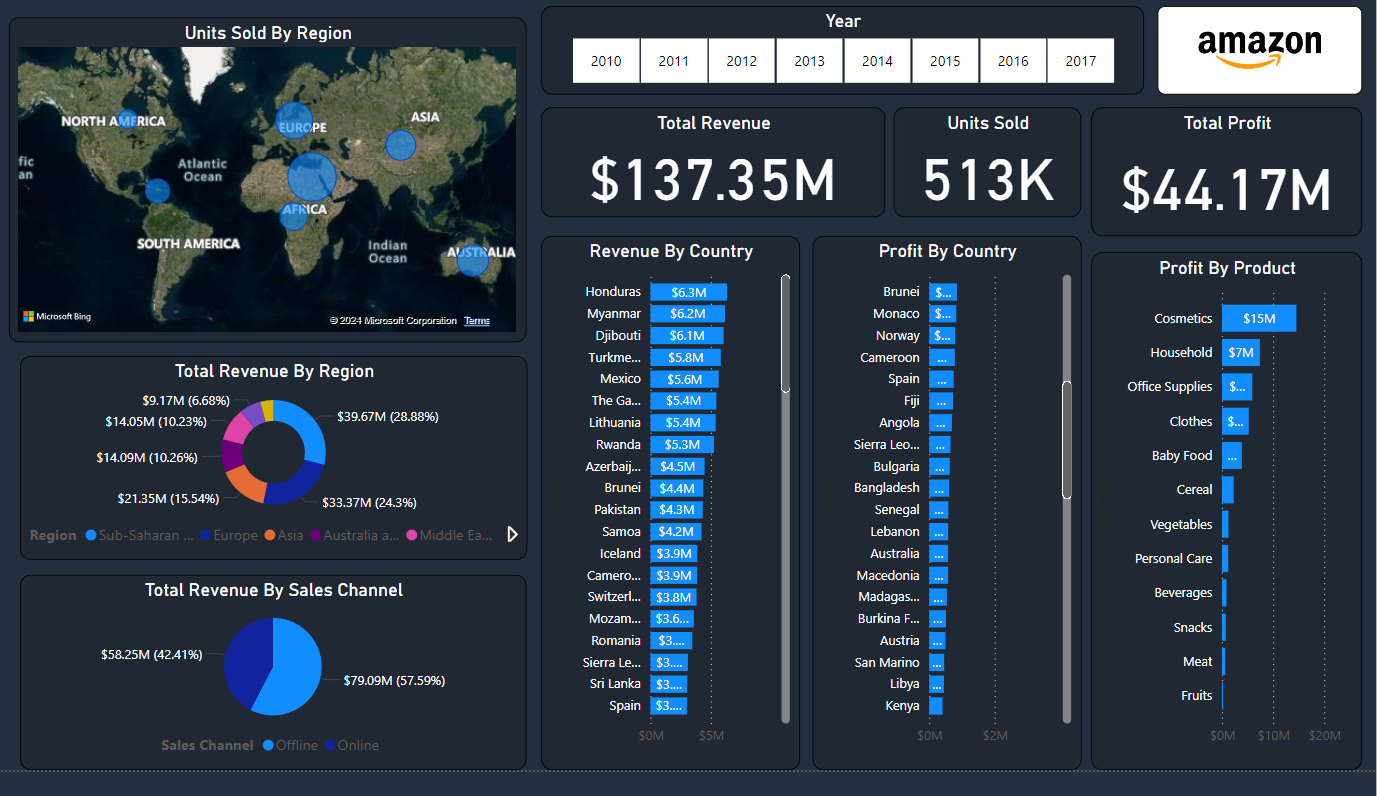 Units Sold By Region
NORTH AMERICA
EUROPE
ASIA
Atlantic
Ocean
fic
an
AFRICA
SOUTH AMERICA
Indian
Ocean
AUSTRALIA
Microsoft Bing
© 2024 Microsoft Corporation Terms
Year
2010 2011 2012 2013 2014 2015 2016 2017
amazon
Total Revenue
$137.35M
Units Sold
513K
Total Profit
$44.17M
Total Revenue By Region
$9.17M (6.68%)
$39.67M (28.88%)
$14.05M (10.23%)
$14.09M (10.26%)
$21.35M (15.54%)
$33.37M (24.3%)
Region Sub-Saharan ... Europe Asia Australia a... Middle Ea...
Total Revenue By Sales Channel
$58.25M (42.41%)
$79.09M (57.59%)
Sales Channel Offline Online
Revenue By Country
Honduras $6.3M
Myanmar $6.2M
Djibouti $6.1M
Turkme... $5.8M
Mexico $5.6M
The Ga... $5.4M
Lithuania $5.4M
Rwanda $5.3M
Azerbaij... $4.5M
Brunei $4.4M
Pakistan $4.3M
Samoa $4.2M
Iceland $3.9M
Camero... $3.9M
Switzerl... $3.8M
Mozam... $3.6...
Romania $3....
Sierra Le... $3....
Sri Lanka $3....
Spain $3....
$0M $5M
Profit By Country
Brunei $...
Monaco $...
Norway $...
Cameroon ...
Spain ...
Fiji ...
Angola ...
Sierra Leo... ...
Bulgaria ...
Bangladesh ...
Senegal ...
Lebanon ...
Australia ...
Macedonia ...
Madagas... ...
Burkina F... ...
Austria ...
San Marino ...
Libya ...
Kenya
$0M $2M
Profit By Product
Cosmetics $15M
Household $7M
Office Supplies $...
Clothes $...
Baby Food ...
Cereal
Vegetables
Personal Care
Beverages
Snacks
Meat
Fruits
$0M $10M $20M